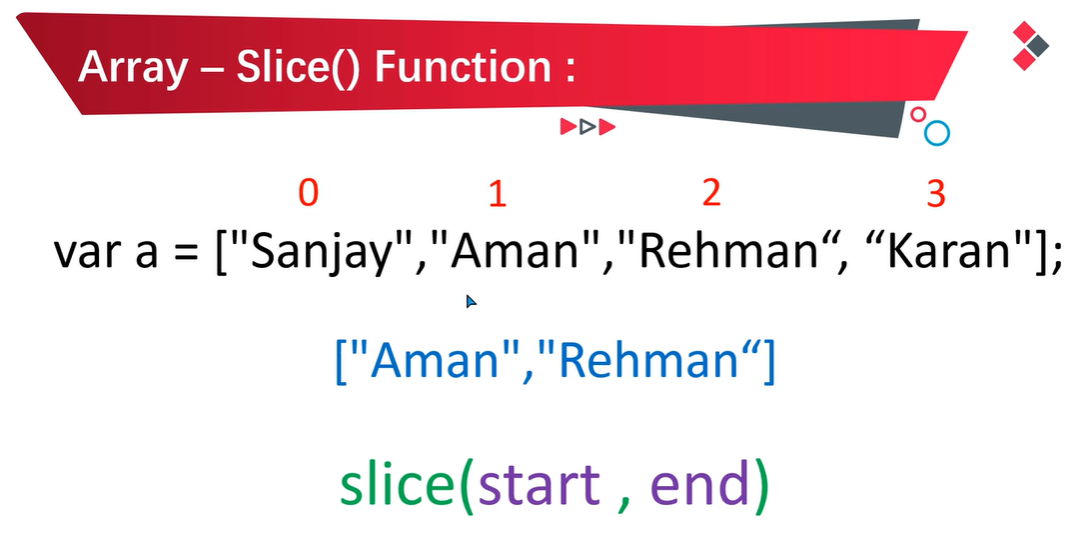 Array – Slice() Function :
0 1 2 3
var a = ["Sanjay","Aman","Rehman“, “Karan"];
["Aman","Rehman“]
slice(start , end)